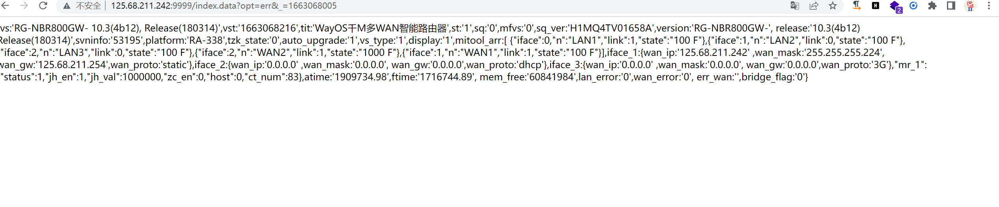 不安全 | 125.68.211.242:9999/index.data?opt=err&_=1663068005
H
2
vs:'RG-NBR800GW- 10.3(4b12), Release(180314)',vst:'1663068216',tit:'WayOS千M多WAN智能路由器',st:'1',sq:'0',mfvs:'0',sq_ver:'H1MQ4TV01658A',version:'RG-NBR800GW-', release:'10.3(4b12)
Release(180314)',svninfo:'53195',platform:'RA-338',tzk_state:'0',auto_upgrade:'1',vs_type:'1',display:'1',mitool_arr:[ {"iface":0,"n":"LAN1","link":1,"state":"100 F"},{"iface":1,"n":"LAN2","link":0,"state":"100 F"},
"iface":2,"n":"LAN3","link":0,"state":"100 F"},{"iface":2,"n":"WAN2","link":1,"state":"1000 F"},{"iface":1,"n":"WAN1","link":1,"state":"100 F"}],iface_1:{wan_ip:'125.68.211.242' ,wan_mask:'255.255.255.224',
wan_gw:'125.68.211.254',wan_proto:'static'},iface_2:{wan_ip:'0.0.0.0' ,wan_mask:'0.0.0.0', wan_gw:'0.0.0.0',wan_proto:'dhcp'},iface_3:{wan_ip:'0.0.0.0' ,wan_mask:'0.0.0.0', wan_gw:'0.0.0.0',wan_proto:'3G'},"mr_1":
"status":1,"jh_en":1,"jh_val":1000000,"zc_en":0,"host":0,"ct_num":83},atime:'1909734.98',ftime:'1716744.89', mem_free:'60841984',lan_error:'0',wan_error:'0', err_wan:'',bridge_flag:'0'}